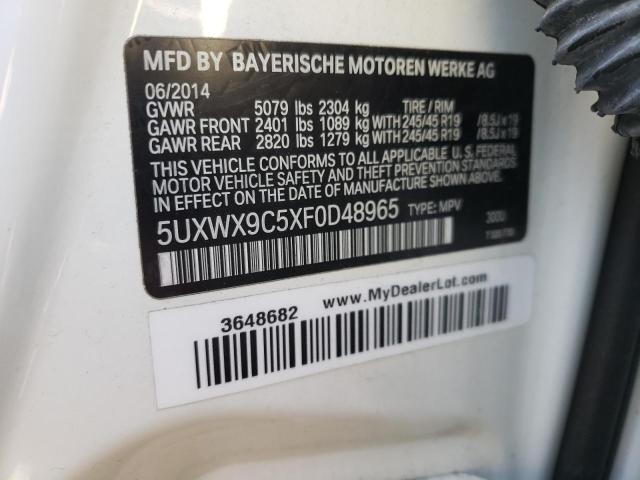 MFD BY BAYERISCHE MOTOREN WERKE AG
06/2014
GVWR 5079 lbs 2304 kg TIRE / RIM
GAWR FRONT 2401 lbs 1089 kg WITH 245/45 R19 / 8.5J x 19
GAWR REAR 2820 lbs 1279 kg WITH 245/45 R19 / 8.5J x 19
THIS VEHICLE CONFORMS TO ALL APPLICABLE U.S. FEDERAL
MOTOR VEHICLE SAFETY AND THEFT PREVENTION STANDARDS
IN EFFECT ON THE DATE OF MANUFACTURE SHOWN ABOVE.
5UXWX9C5XF0D48965 TYPE: MPV
3648682 www.MyDealerLot.com
MyDealerLot.com